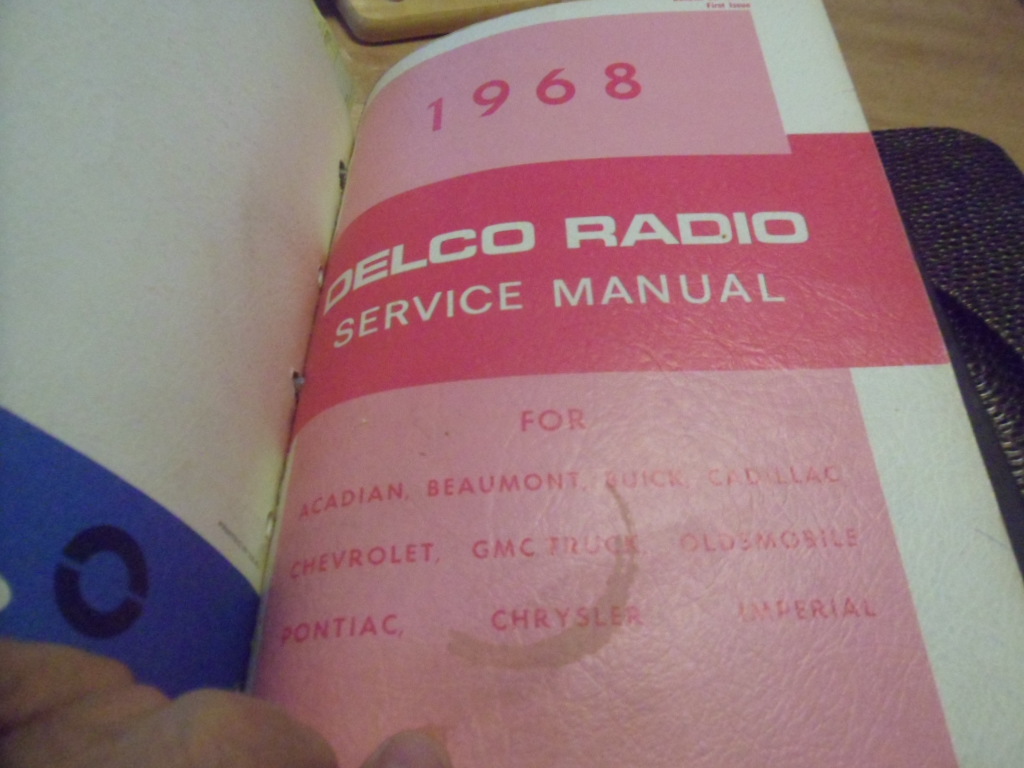 First Issue
1968
DELCO RADIO
SERVICE MANUAL
FOR
ACADIAN, BEAUMONT, BUICK, CADILLAC
CHEVROLET, GMC TRUCK, OLDSMOBILE
PONTIAC, CHRYSLER IMPERIAL